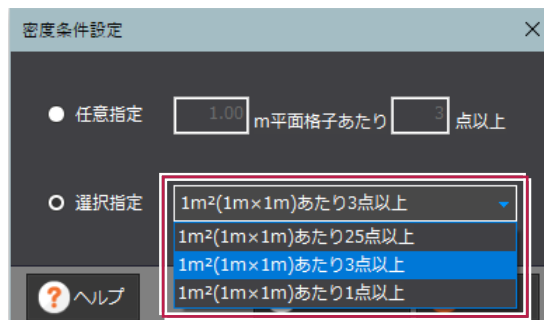 密度条件設定
任意指定 1.00 m平面格子あたり 3 点以上
選択指定 1m²(1m×1m)あたり3点以上
1m²(1m×1m)あたり25点以上
1m²(1m×1m)あたり3点以上
1m²(1m×1m)あたり1点以上
?ヘルプ